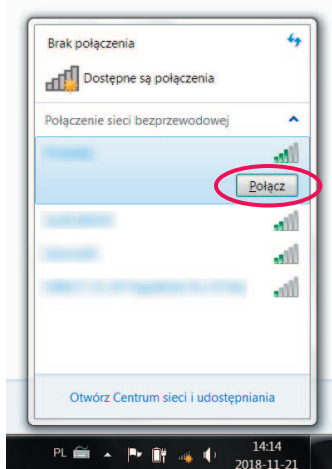 Brak połączenia
Dostępne są połączenia
Połączenie sieci bezprzewodowej
Połącz
Otwórz Centrum sieci i udostępniania
PL
14:14
2018-11-21